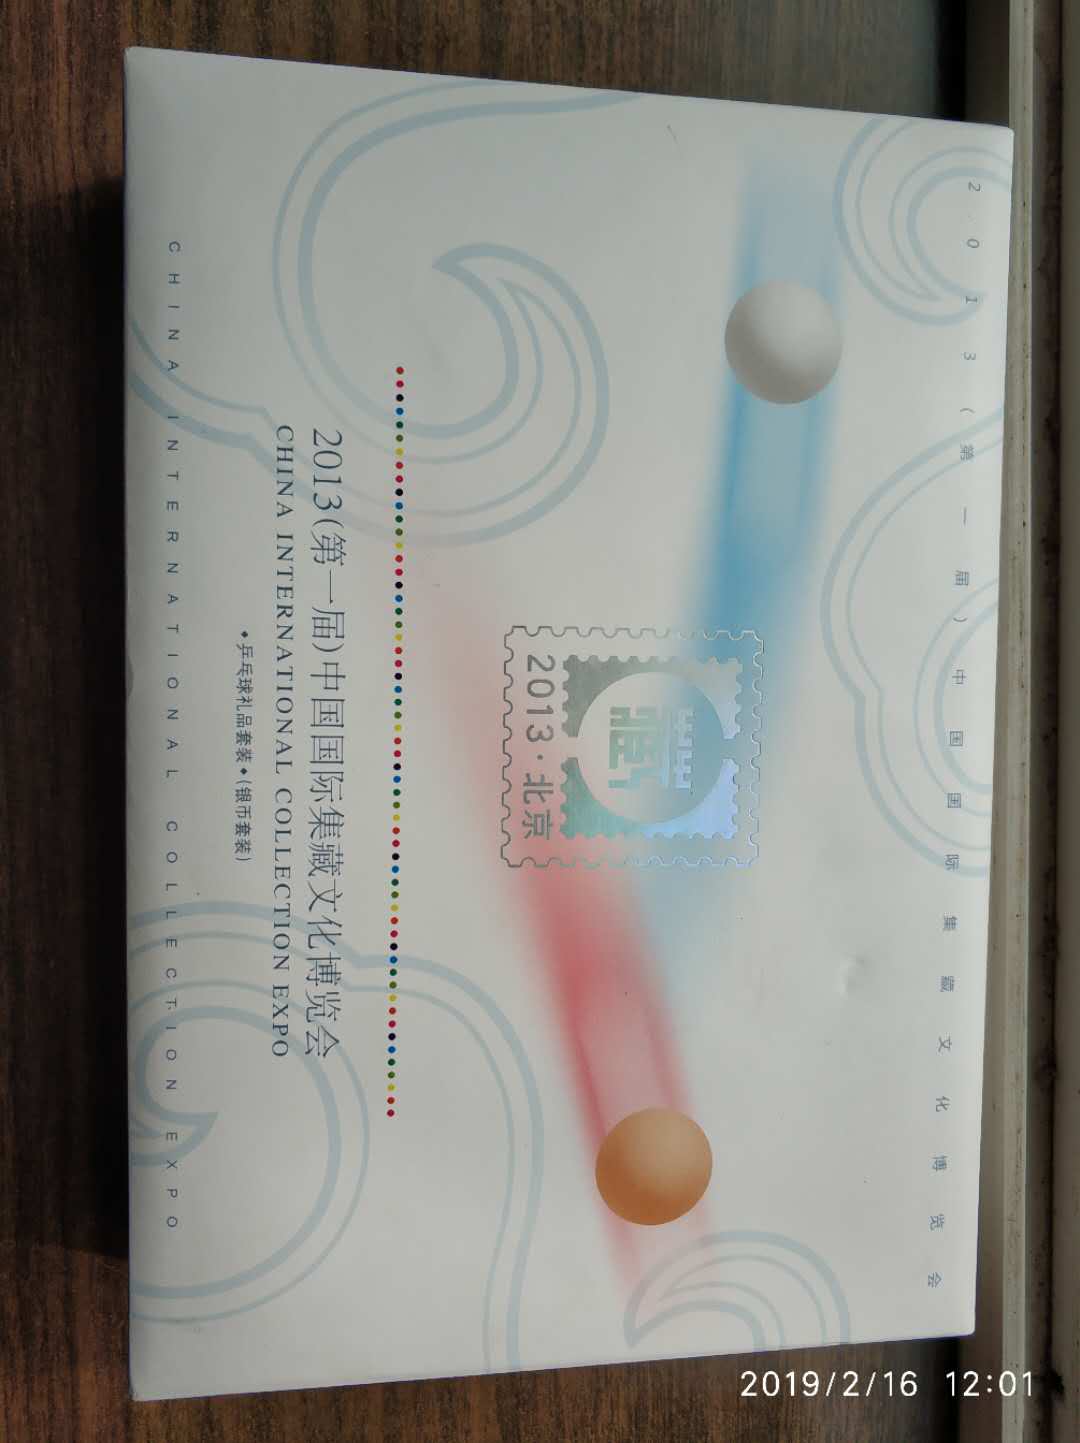 2013(第一届)中国国际集藏文化博览会
藏
2013·北京
2013(第一届)中国国际集藏文化博览会
CHINA INTERNATIONAL COLLECTION EXPO
◆乒乓球礼品套装◆(银币套装)
CHINA INTERNATIONAL COLLECTION EXPO
2019/2/16 12:01